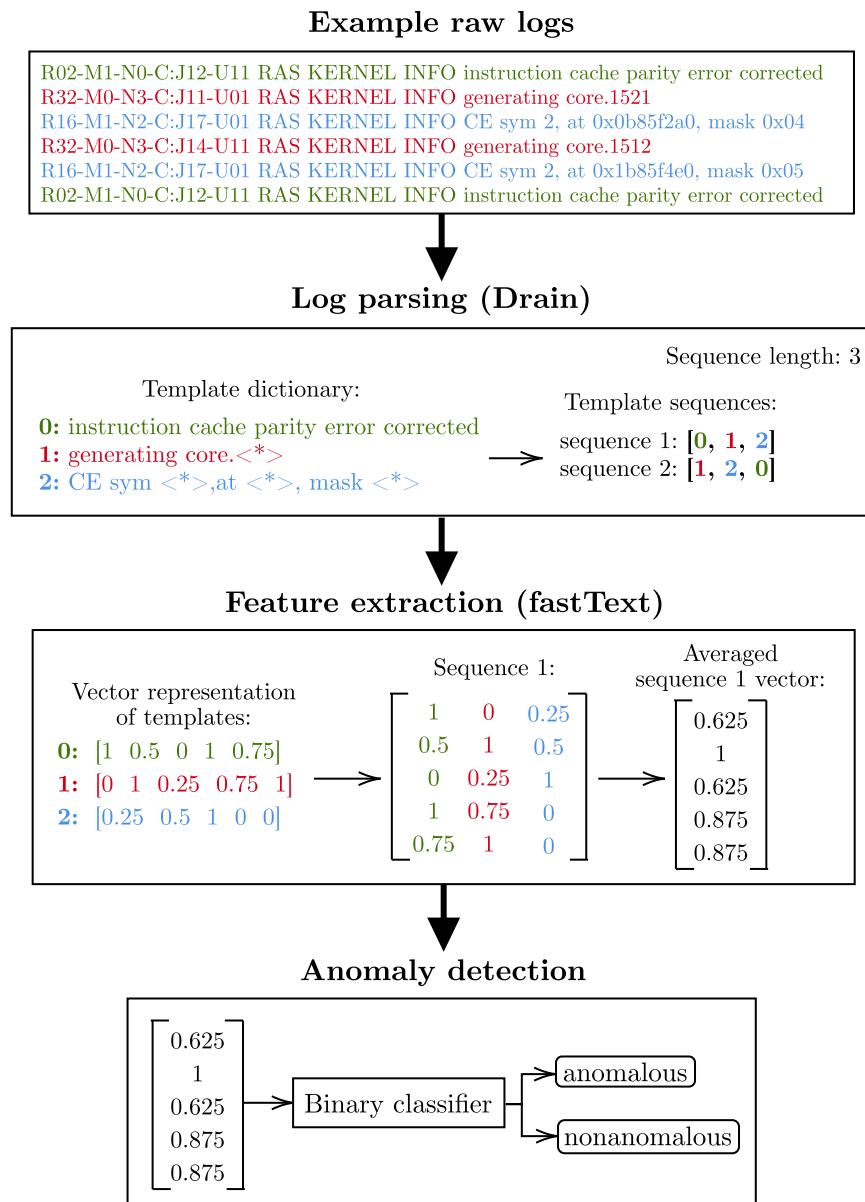 Example raw logs
R02-M1-N0-C:J12-U11 RAS KERNEL INFO instruction cache parity error corrected
R32-M0-N3-C:J11-U01 RAS KERNEL INFO generating core.1521
R16-M1-N2-C:J17-U01 RAS KERNEL INFO CE sym 2, at 0x0b85f2a0, mask 0x04
R32-M0-N3-C:J14-U11 RAS KERNEL INFO generating core.1512
R16-M1-N2-C:J17-U01 RAS KERNEL INFO CE sym 2, at 0x1b85f4e0, mask 0x05
R02-M1-N0-C:J12-U11 RAS KERNEL INFO instruction cache parity error corrected
Log parsing (Drain)
Sequence length: 3
Template dictionary:
0: instruction cache parity error corrected
1: generating core.<*>
2: CE sym <*>,at <*>, mask <*>
Template sequences:
sequence 1: [0, 1, 2]
sequence 2: [1, 2, 0]
Feature extraction (fastText)
Vector representation
of templates:
0: [1 0.5 0 1 0.75]
1: [0 1 0.25 0.75 1]
2: [0.25 0.5 1 0 0]
Sequence 1:
1 0 0.25
0.5 1 0.5
0 0.25 1
1 0.75 0
0.75 1 0
Averaged
sequence 1 vector:
0.625
1
0.625
0.875
0.875
Anomaly detection
0.625
1
0.625
0.875
0.875
Binary classifier
anomalous
nonanomalous